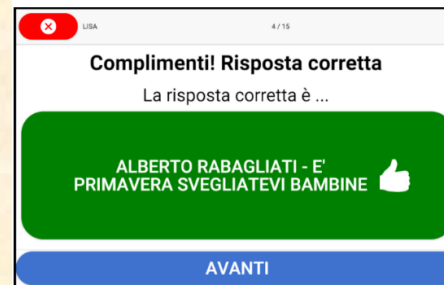 LISA 4/15
Complimenti! Risposta corretta
La risposta corretta è ...
ALBERTO RABAGLIATI - E'
PRIMAVERA SVEGLIATEVI BAMBINE
AVANTI